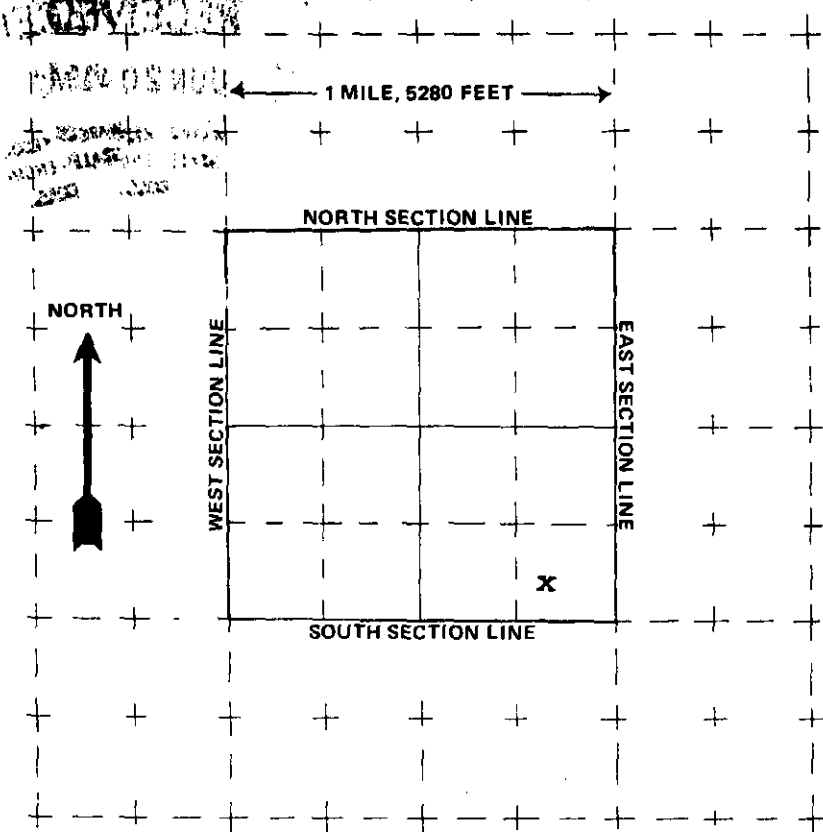 1 MILE, 5280 FEET
NORTH SECTION LINE
NORTH
WEST SECTION LINE
EAST SECTION LINE
X
SOUTH SECTION LINE